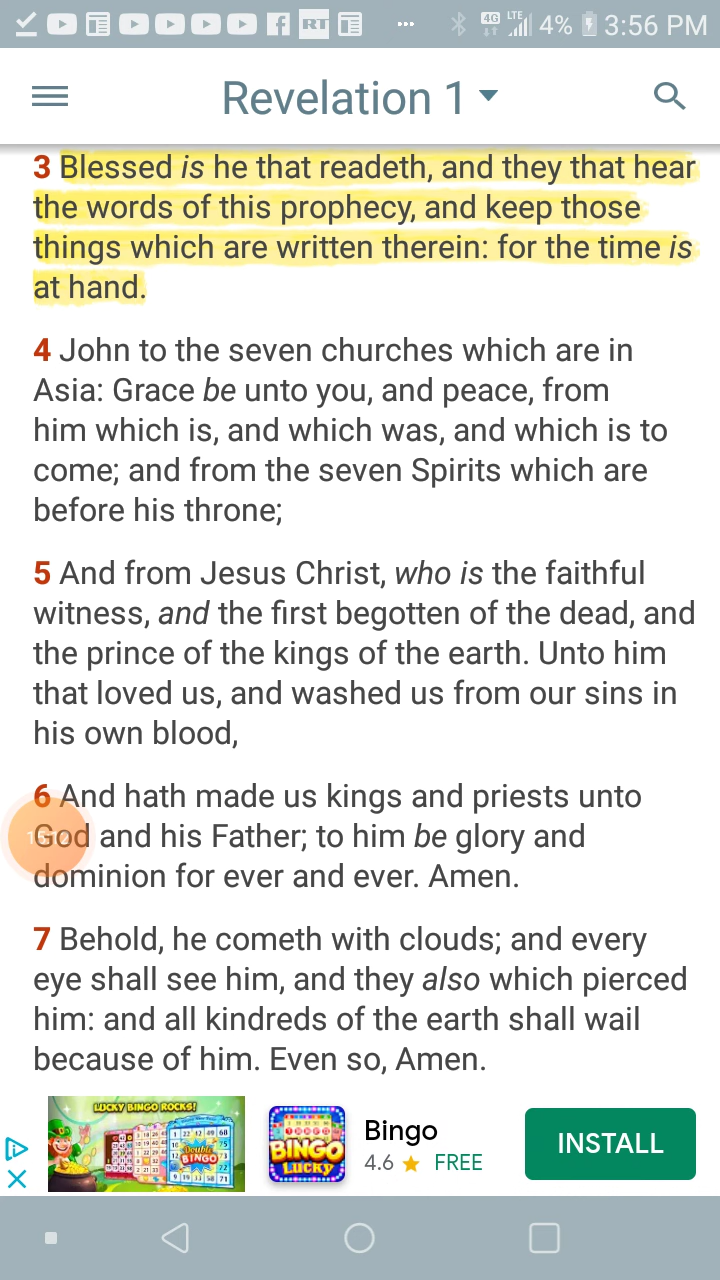 RT 4G LTE 4% 3:56 PM
Revelation 1
3 Blessed is he that readeth, and they that hear
the words of this prophecy, and keep those
things which are written therein: for the time is
at hand.
4 John to the seven churches which are in
Asia: Grace be unto you, and peace, from
him which is, and which was, and which is to
come; and from the seven Spirits which are
before his throne;
5 And from Jesus Christ, who is the faithful
witness, and the first begotten of the dead, and
the prince of the kings of the earth. Unto him
that loved us, and washed us from our sins in
his own blood,
6 And hath made us kings and priests unto
God and his Father; to him be glory and
dominion for ever and ever. Amen.
7 Behold, he cometh with clouds; and every
eye shall see him, and they also which pierced
him: and all kindreds of the earth shall wail
because of him. Even so, Amen.
LUCKY BINGO ROCKS!
Double
BINGO
BINGO
Lucky
Bingo
4.6 FREE
INSTALL